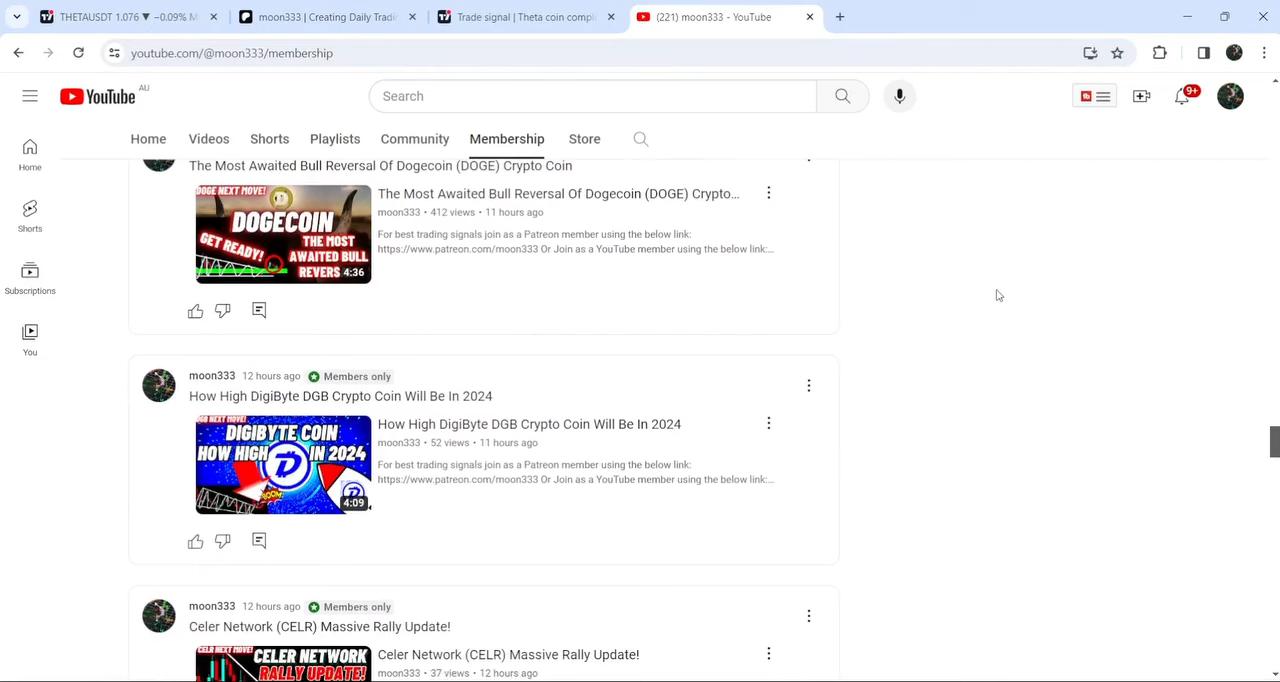 THETAUSDT 1.076 ▼ −0.09%
moon333 | Creating Daily Tradi
Trade signal | Theta coin compl
(221) moon333 - YouTube
youtube.com/@moon333/membership
YouTube AU
Search
9+
Home Videos Shorts Playlists Community Membership Store
Home
Shorts
Subscriptions
You
The Most Awaited Bull Reversal Of Dogecoin (DOGE) Crypto Coin
DOGE NEXT MOVE!
DOGECOIN
GET READY!
THE MOST
AWAITED BULL
REVERS
4:36
The Most Awaited Bull Reversal Of Dogecoin (DOGE) Crypto...
moon333 • 412 views • 11 hours ago
For best trading signals join as a Patreon member using the below link:
https://www.patreon.com/moon333 Or Join as a YouTube member using the below link:...
moon333 12 hours ago Members only
How High DigiByte DGB Crypto Coin Will Be In 2024
NEXT MOVE!
DIGIBYTE COIN
HOW HIGH IN 2024
BOOM!
4:09
How High DigiByte DGB Crypto Coin Will Be In 2024
moon333 • 52 views • 11 hours ago
For best trading signals join as a Patreon member using the below link:
https://www.patreon.com/moon333 Or Join as a YouTube member using the below link:...
moon333 12 hours ago Members only
Celer Network (CELR) Massive Rally Update!
CELR NEXT MOVE!
CELER NETWORK
RALLY UPDATE!
Celer Network (CELR) Massive Rally Update!
moon333 • 37 views • 12 hours ago